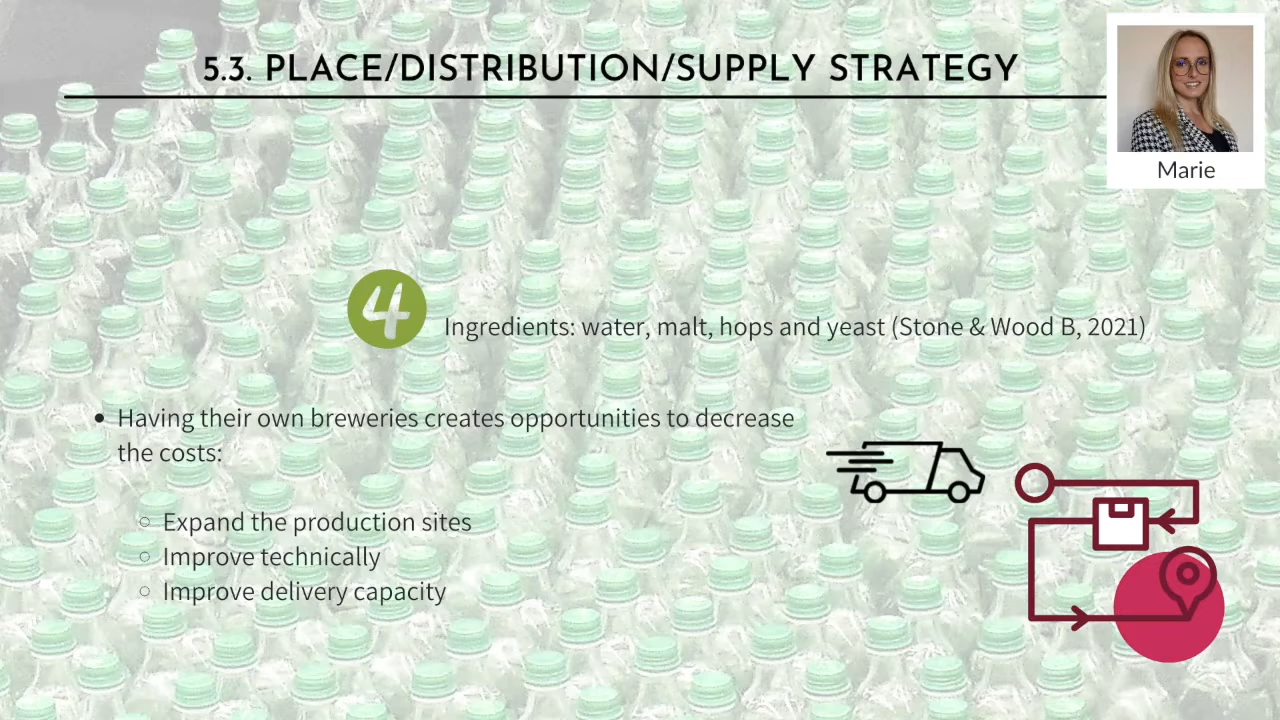 5.3. PLACE/DISTRIBUTION/SUPPLY STRATEGY
Marie
4
Ingredients: water, malt, hops and yeast (Stone & Wood B, 2021)
• Having their own breweries creates opportunities to decrease
the costs:
○ Expand the production sites
○ Improve technically
○ Improve delivery capacity